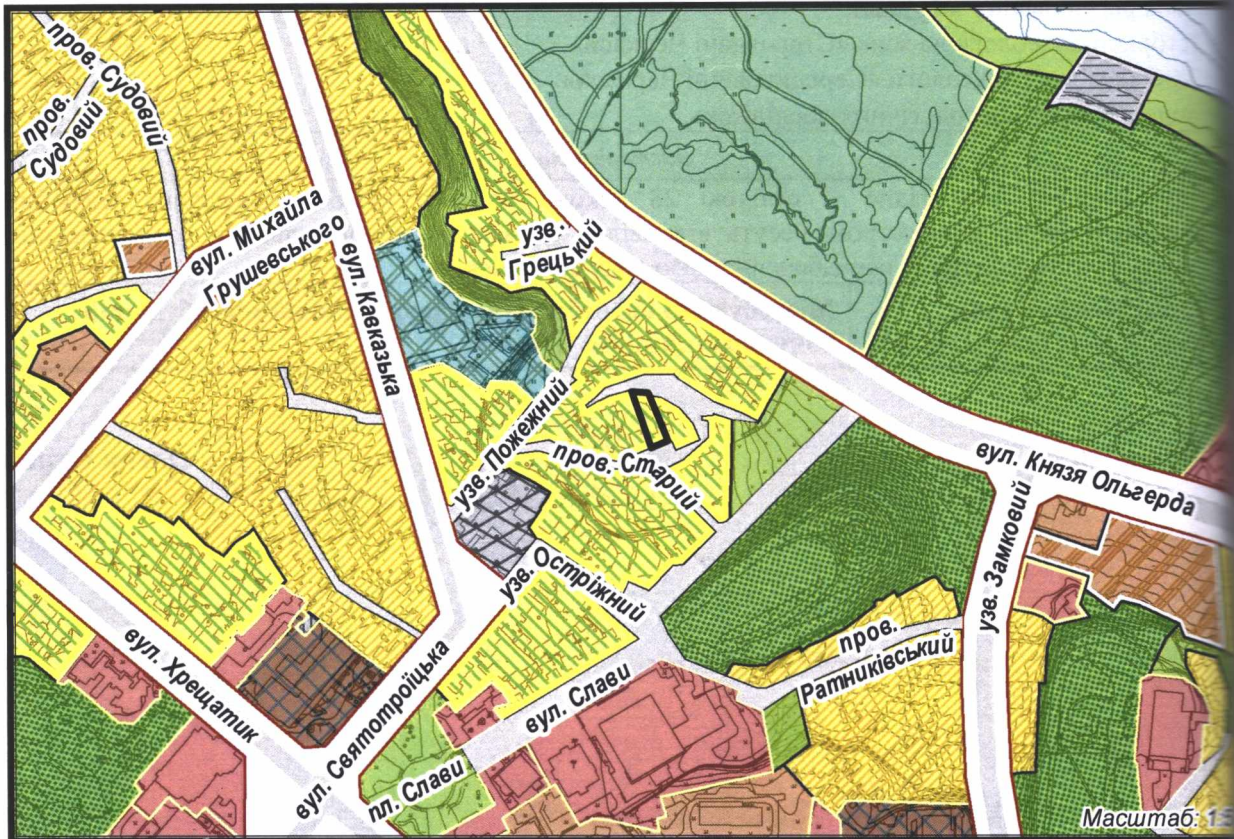 пров. Судовий
пров.
Судовий
вул. Михайла
Грушевського
вул. Кавказька
узв.
Грецький
узв. Пожежний
пров. Старий
вул. Князя Ольгерда
узв. Замковий
узв. Острiжний
пров.
Ратниківський
вул. Хрещатик
вул. Святотроїцька
вул. Слави
пл. Слави
Масштаб: 1: